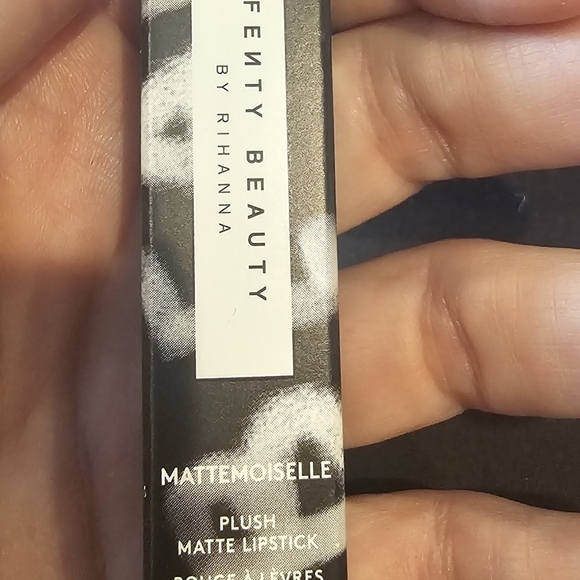 FENTY BEAUTY
BY RIHANNA
MATTEMOISELLE
PLUSH
MATTE LIPSTICK
ROUGE À LÈVRES